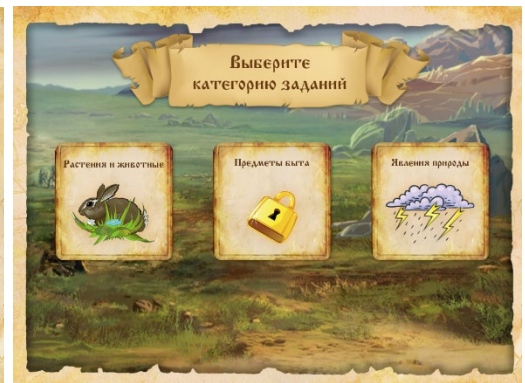 Выберите
категорию заданий
Растения и животные
Предметы быта
Явления природы